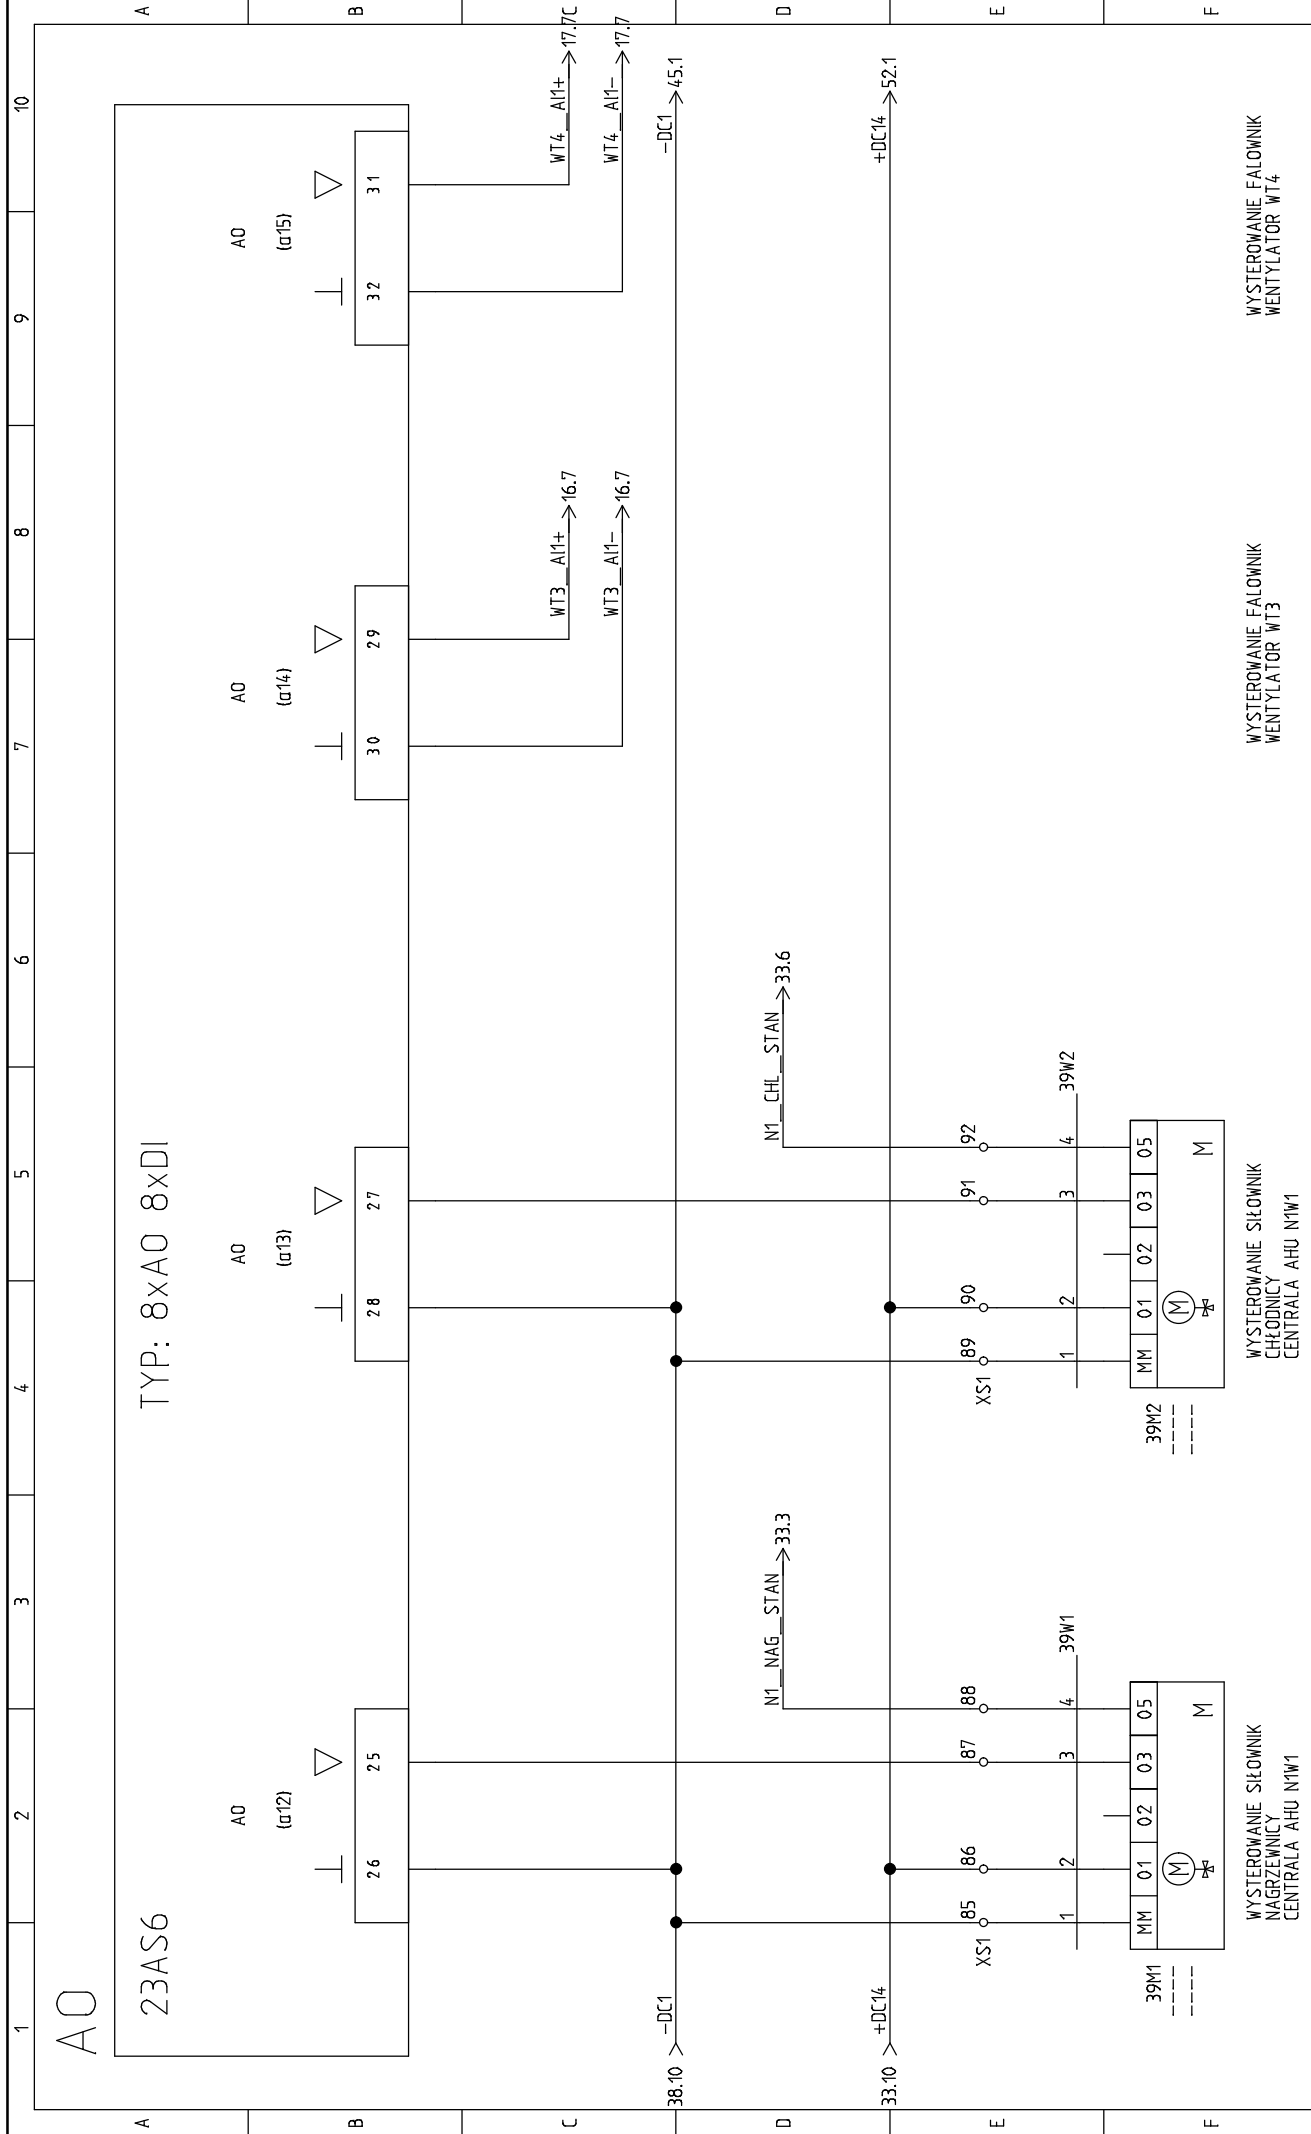 1 2 3 4 5 6 7 8 9 10
A A
AO
23AS6 TYP: 8xAO 8xDI
AO AO AO AO
(a12) (a13) (a14) (a15)
B B
26 25 28 27 30 29 32 31
C C
WT3_AI1+ 16.7 WT4_AI1+ 17.7
WT3_AI1- 16.7 WT4_AI1- 17.7
38.10 -DC1 -DC1 45.1
D D
N1_NAG_STAN 33.3 N1_CHL_STAN 33.6
33.10 +DC14 +DC14 52.1
E E
XS1 85 86 87 88 XS1 89 90 91 92
1 2 3 4 39W1 1 2 3 4 39W2
39M1 MM 01 02 03 05 39M2 MM 01 02 03 05
---- ----
---- ----
M M M M
F F
WYSTEROWANIE SIŁOWNIK
NAGRZEWNICY
CENTRALA AHU N1W1
WYSTEROWANIE SIŁOWNIK
CHŁODNICY
CENTRALA AHU N1W1
WYSTEROWANIE FALOWNIK
WENTYLATOR WT3
WYSTEROWANIE FALOWNIK
WENTYLATOR WT4